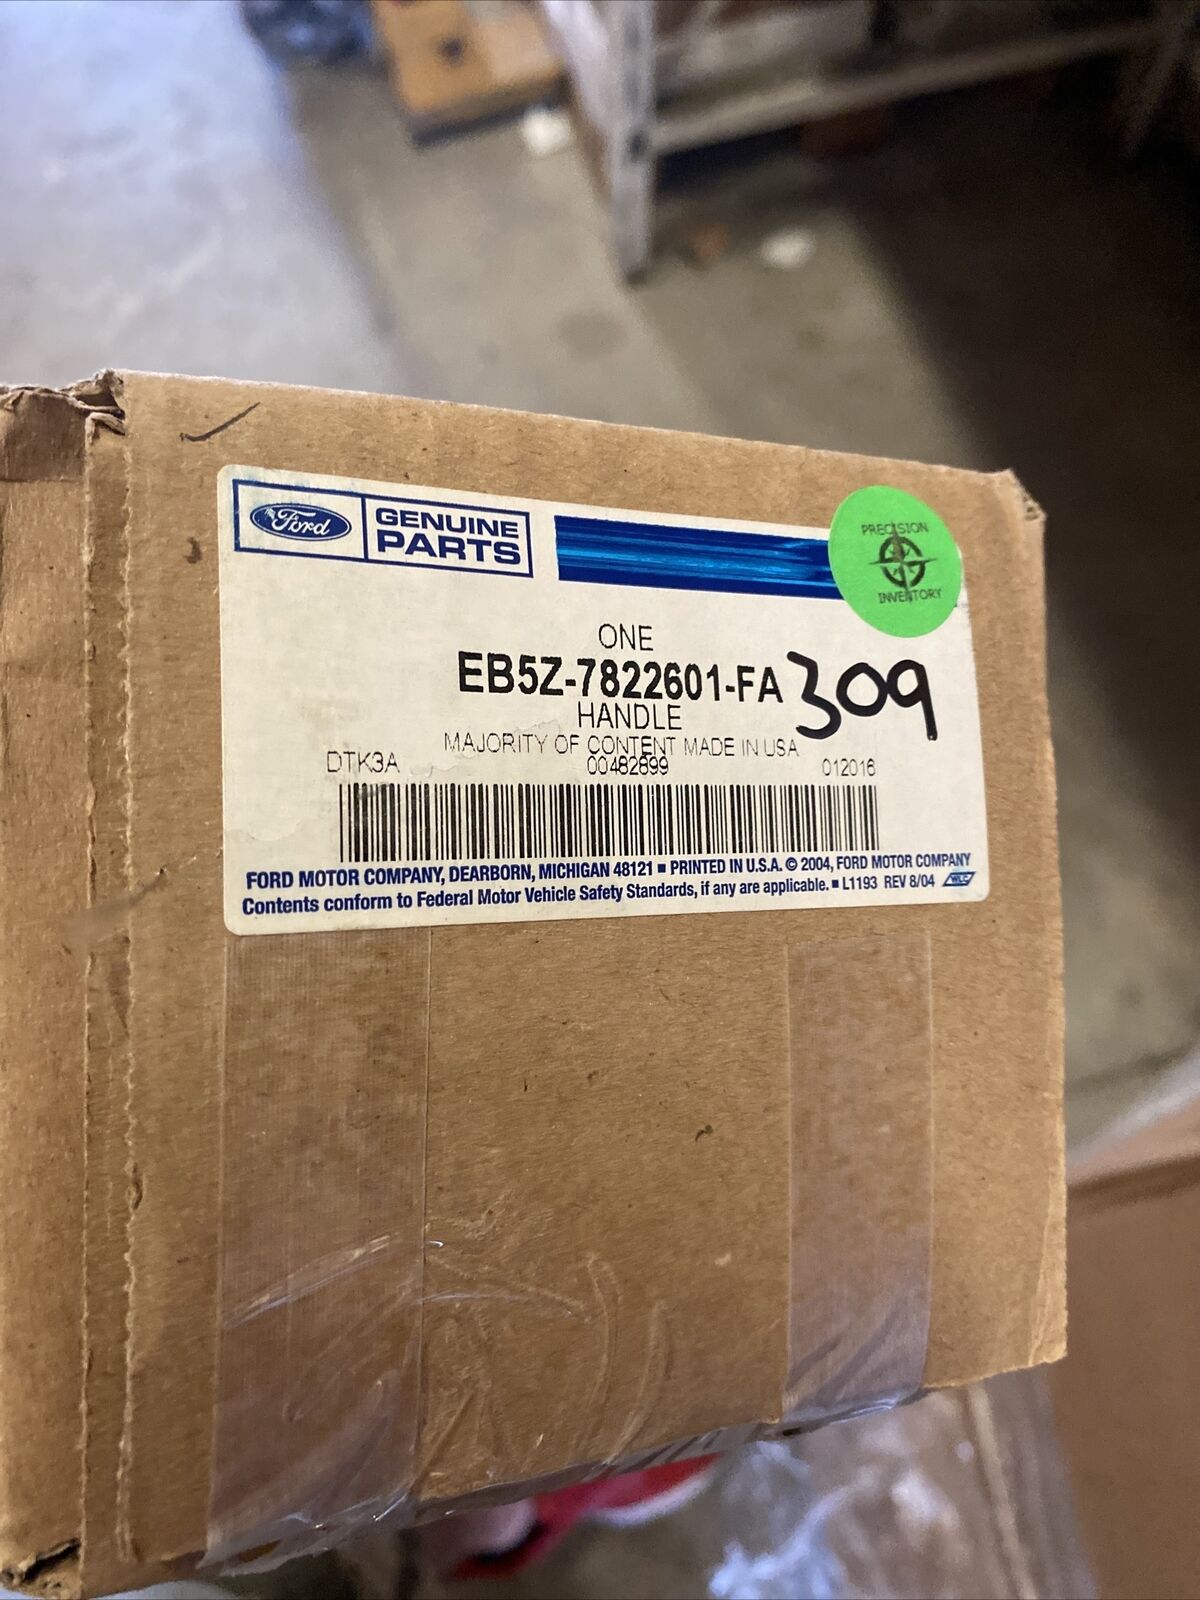 Ford
GENUINE
PARTS
PRECISION
INVENTORY
ONE
EB5Z-7822601-FA
309
HANDLE
MAJORITY OF CONTENT MADE IN USA
DTK3A 00482899 012016
FORD MOTOR COMPANY, DEARBORN, MICHIGAN 48121 ▪ PRINTED IN U.S.A. © 2004, FORD MOTOR COMPANY
Contents conform to Federal Motor Vehicle Safety Standards, if any are applicable. ▪ L1193 REV 8/04 WLC